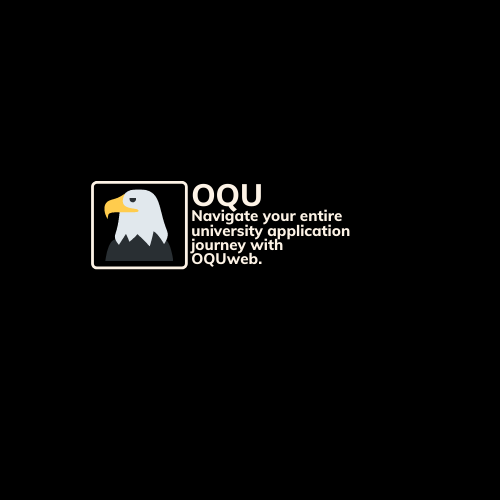 OQU
Navigate your entire
university application
journey with
OQUweb.